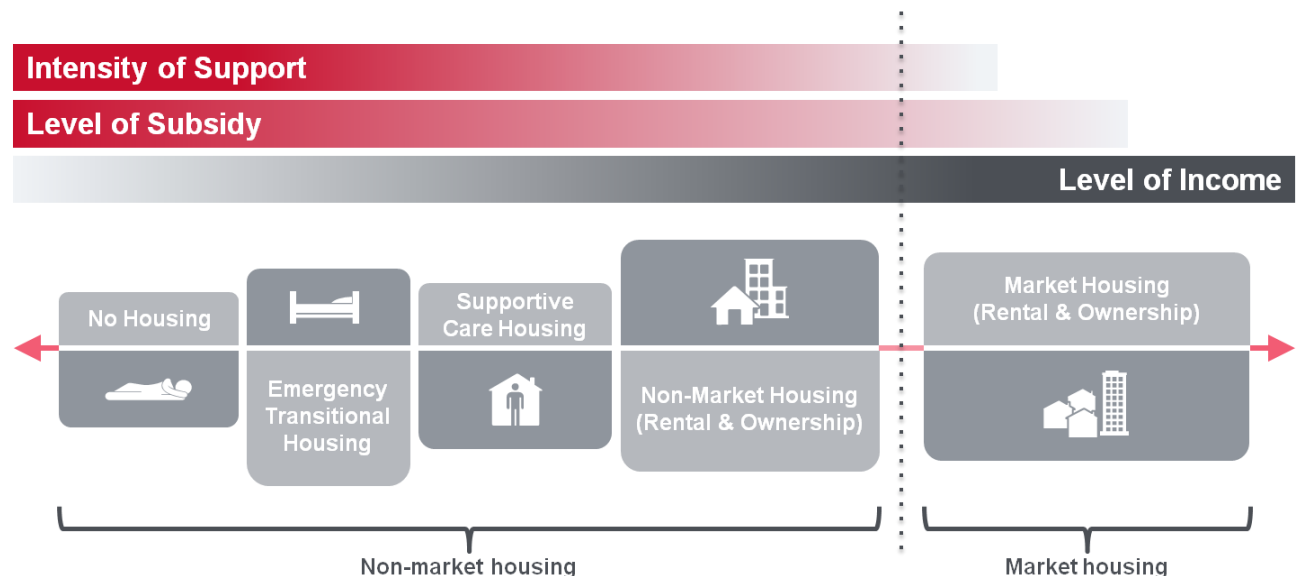 Intensity of Support
Level of Subsidy
Level of Income
No Housing
Emergency
Transitional
Housing
Supportive
Care Housing
Non-Market Housing
(Rental & Ownership)
Market Housing
(Rental & Ownership)
Non-market housing
Market housing